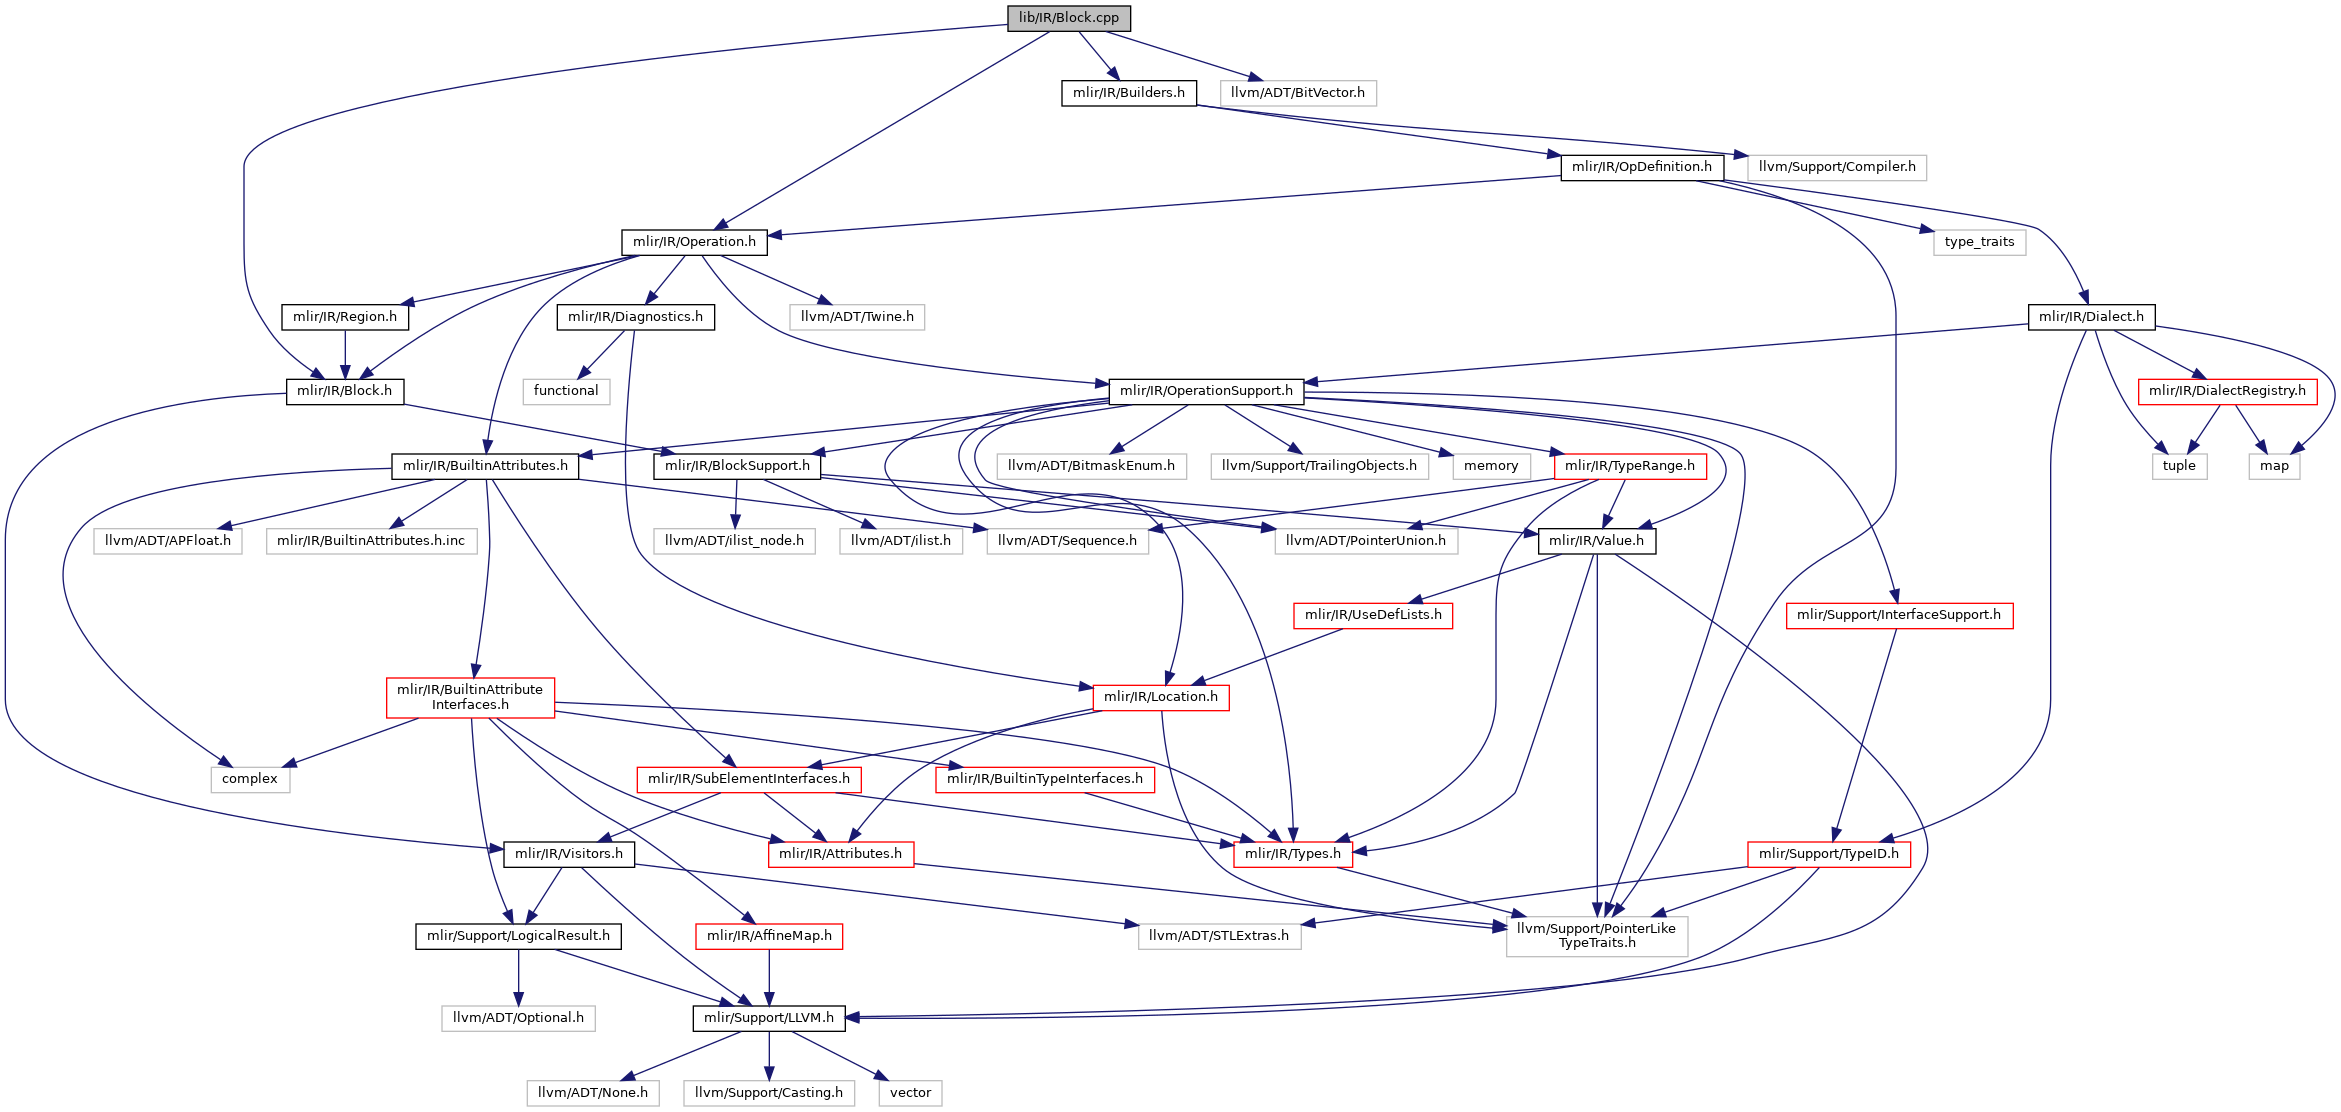 lib/IR/Block.cpp
mlir/IR/Builders.h
llvm/ADT/BitVector.h
mlir/IR/OpDefinition.h
llvm/Support/Compiler.h
mlir/IR/Operation.h
type_traits
mlir/IR/Region.h
mlir/IR/Diagnostics.h
llvm/ADT/Twine.h
mlir/IR/Dialect.h
mlir/IR/Block.h
functional
mlir/IR/OperationSupport.h
mlir/IR/DialectRegistry.h
mlir/IR/BuiltinAttributes.h
mlir/IR/BlockSupport.h
llvm/ADT/BitmaskEnum.h
llvm/Support/TrailingObjects.h
memory
mlir/IR/TypeRange.h
tuple
map
llvm/ADT/APFloat.h
mlir/IR/BuiltinAttributes.h.inc
llvm/ADT/ilist_node.h
llvm/ADT/ilist.h
llvm/ADT/Sequence.h
llvm/ADT/PointerUnion.h
mlir/IR/Value.h
mlir/IR/UseDefLists.h
mlir/Support/InterfaceSupport.h
mlir/IR/BuiltinAttribute
Interfaces.h
mlir/IR/Location.h
complex
mlir/IR/SubElementInterfaces.h
mlir/IR/BuiltinTypeInterfaces.h
mlir/IR/Visitors.h
mlir/IR/Attributes.h
mlir/IR/Types.h
mlir/Support/TypeID.h
mlir/Support/LogicalResult.h
mlir/IR/AffineMap.h
llvm/ADT/STLExtras.h
llvm/Support/PointerLike
TypeTraits.h
llvm/ADT/Optional.h
mlir/Support/LLVM.h
llvm/ADT/None.h
llvm/Support/Casting.h
vector